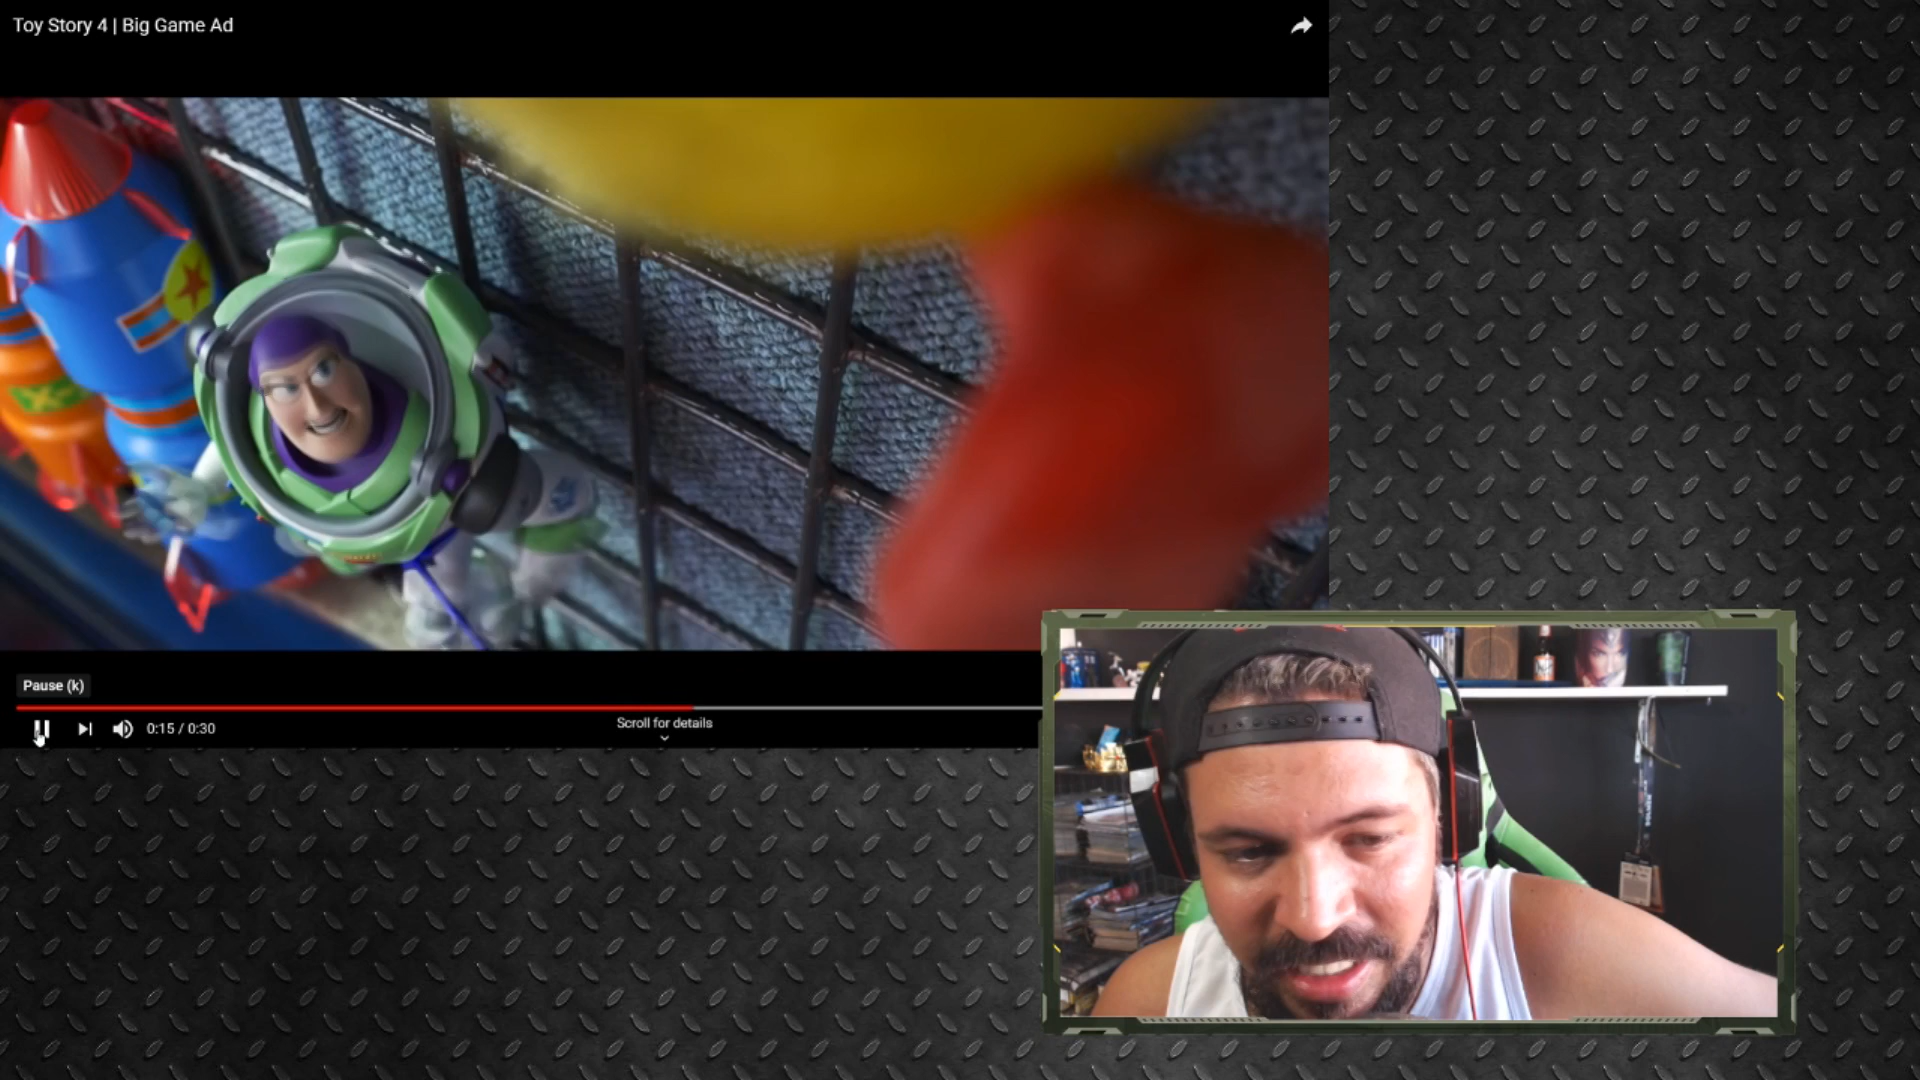 Toy Story 4 | Big Game Ad
Pause (k)
0:15 / 0:30
Scroll for details